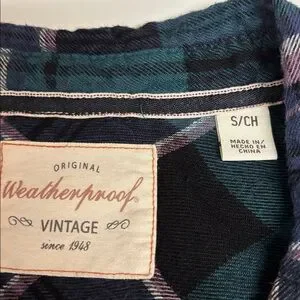 ORIGINAL
Weatherproof
VINTAGE
since 1948
S/CH
MADE IN/
HECHO EN
CHINA